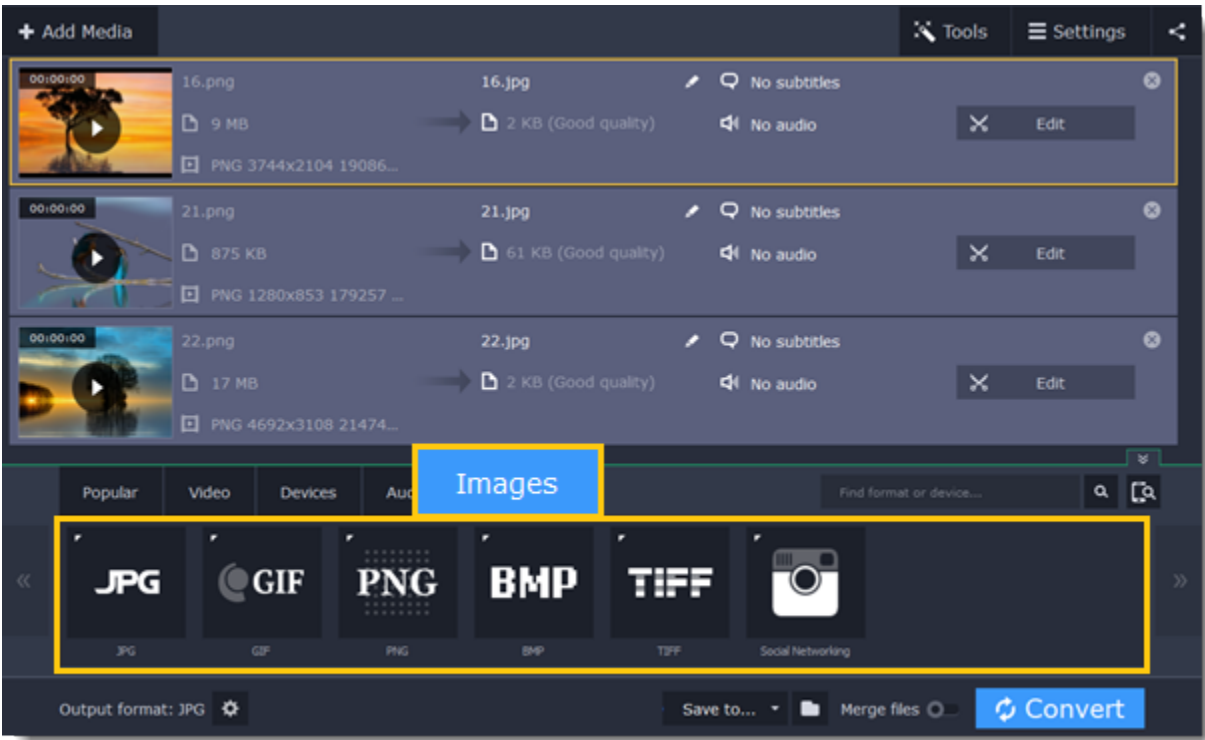 Add Media
Tools
Settings
00:00:00
16.png
16.jpg
No subtitles
9 MB
2 KB (Good quality)
No audio
Edit
PNG 3744x2104 19086...
00:00:00
21.png
21.jpg
No subtitles
875 KB
61 KB (Good quality)
No audio
Edit
PNG 1280x853 179257 ...
00:00:00
22.png
22.jpg
No subtitles
17 MB
2 KB (Good quality)
No audio
Edit
PNG 4692x3108 21474...
Popular
Video
Devices
Images
Find format or device...
JPG
GIF
PNG
BMP
TIFF
JPG
GIF
PNG
BMP
TIFF
Social Networking
Output format: JPG
Save to...
Merge files
Convert